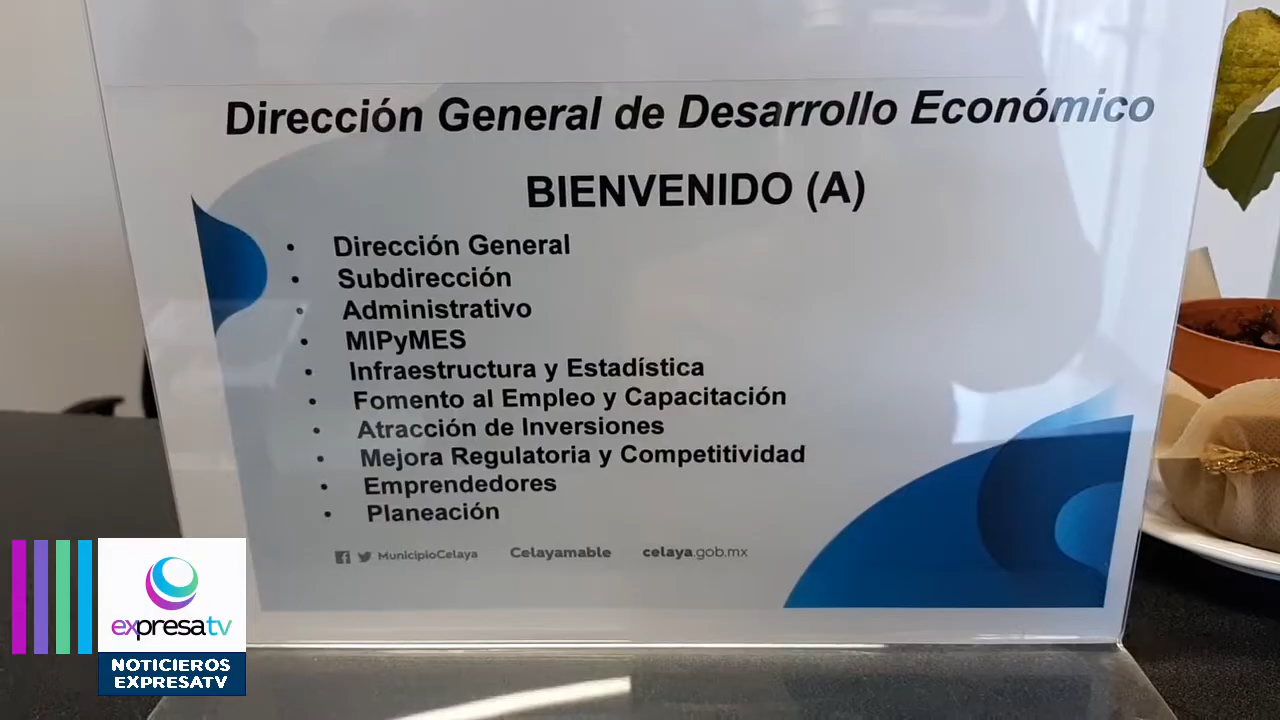 Dirección General de Desarrollo Económico
BIENVENIDO (A)
• Dirección General
• Subdirección
• Administrativo
• MIPyMES
• Infraestructura y Estadística
• Fomento al Empleo y Capacitación
• Atracción de Inversiones
• Mejora Regulatoria y Competitividad
• Emprendedores
• Planeación
MunicipioCelaya Celayamable celaya.gob.mx
expresatv
NOTICIEROS
EXPRESATV